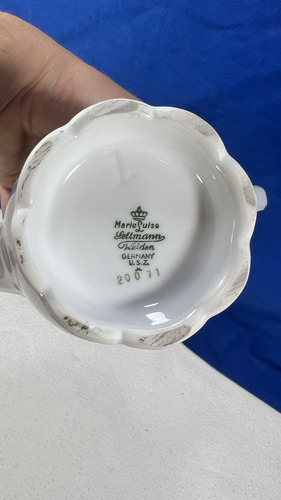 Marie Luise
Seltmann
Weiden
GERMANY
U.S.Z.
20071